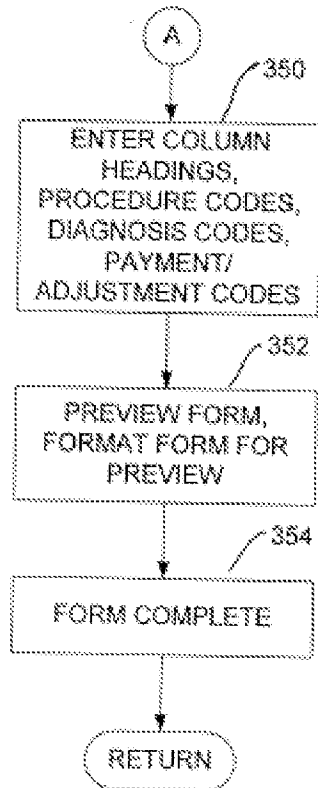 A
350
ENTER COLUMN
HEADINGS,
PROCEDURE CODES,
DIAGNOSIS CODES,
PAYMENT/
ADJUSTMENT CODES
352
PREVIEW FORM,
FORMAT FORM FOR
PREVIEW
354
FORM COMPLETE
RETURN